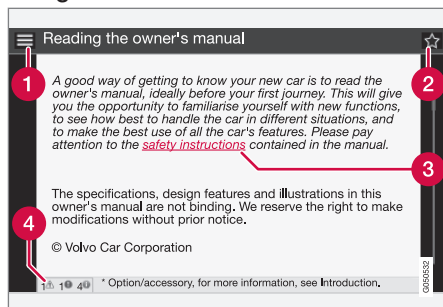 Reading the owner's manual
1
2
A good way of getting to know your new car is to read the
owner's manual, ideally before your first journey. This will give
you the opportunity to familiarise yourself with new functions,
to see how best to handle the car in different situations, and
to make the best use of all the car's features. Please pay
attention to the safety instructions contained in the manual.
3
The specifications, design features and illustrations in this
owner's manual are not binding. We reserve the right to make
modifications without prior notice.
4
© Volvo Car Corporation
1 1 4 * Option/accessory, for more information, see Introduction.
G050532